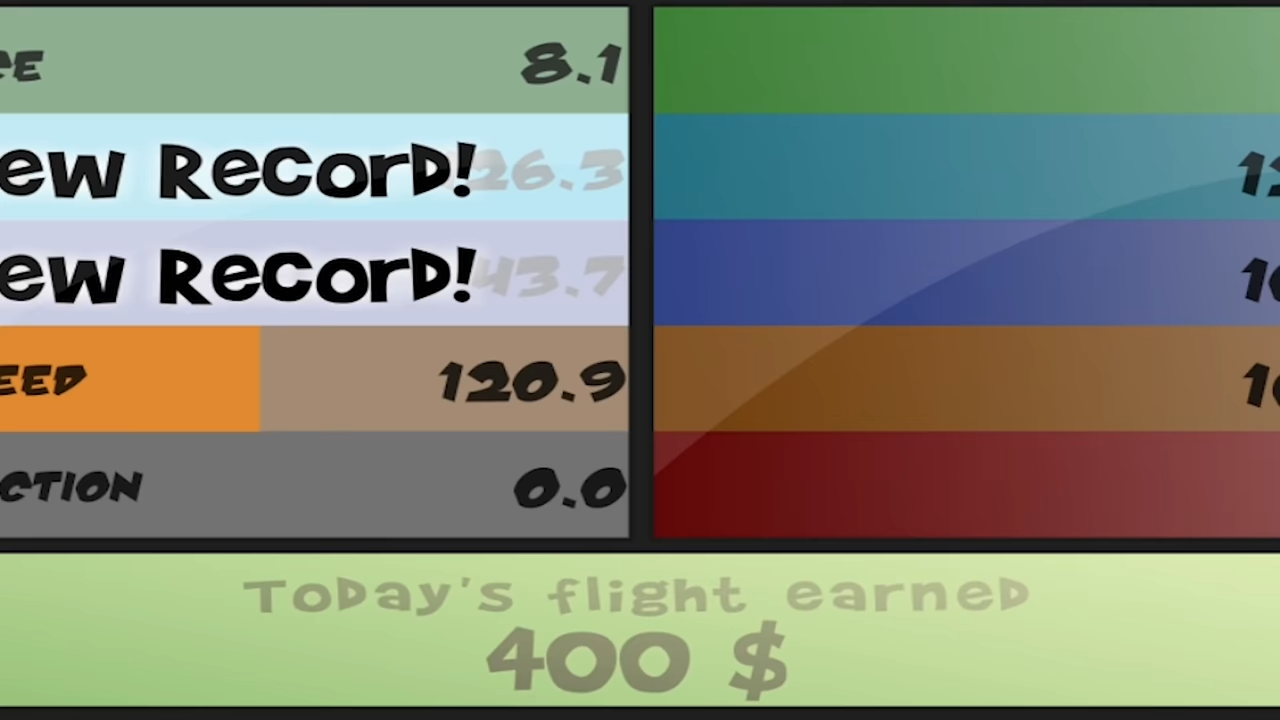 CE 8.1
ew Record! 26.3
ew Record! 43.7
EED 120.9
CTION 0.0
Today's flight earned
400 $